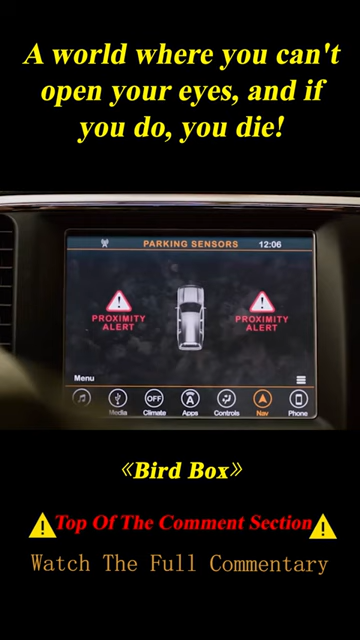 A world where you can't
open your eyes, and if
you do, you die!
PARKING SENSORS 12:06
PROXIMITY ALERT
PROXIMITY ALERT
Menu
Media OFF Climate A Apps Controls Nav Phone
《Bird Box》
Top Of The Comment Section
Watch The Full Commentary